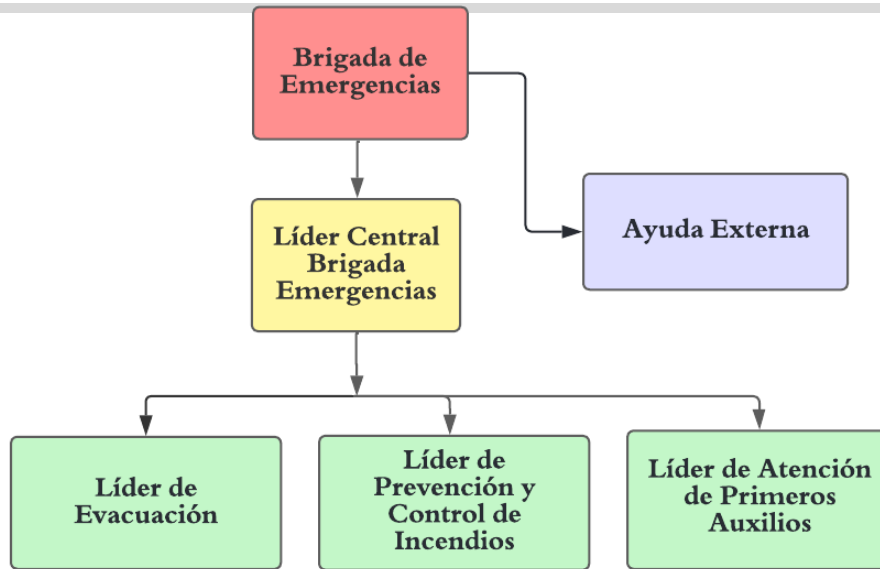 Brigada de
Emergencias
Ayuda Externa
Líder Central
Brigada
Emergencias
Líder de
Evacuación
Líder de
Prevención y
Control de
Incendios
Líder de Atención
de Primeros
Auxilios